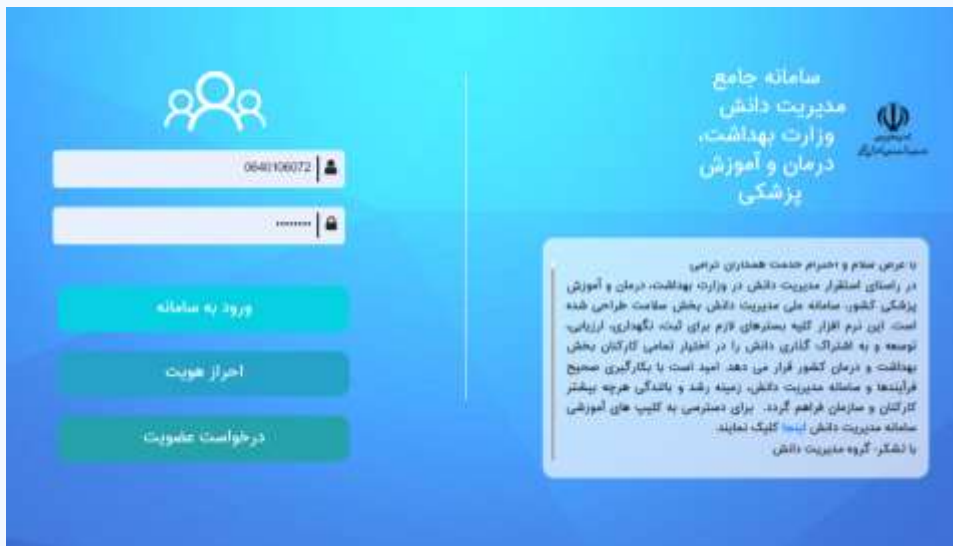 سامانه جامع
مدیریت دانش
وزارت بهداشت،
درمان و آموزش
پزشکی
با عرض سلام و احترام خدمت همکاران گرامی
در راستای استقرار مدیریت دانش در وزارت بهداشت، درمان و آموزش
پزشکی کشور، سامانه ملی مدیریت دانش بخش سلامت طراحی شده
است. این نرم افزار کلیه بسترهای لازم برای ثبت، نگهداری، ارزیابی،
توسعه و به اشتراک گذاری دانش را در اختیار تمامی کارکنان بخش
بهداشت و درمان کشور قرار می دهد. امید است با بکارگیری صحیح
فرآیندها و سامانه مدیریت دانش، زمینه رشد و بالندگی هرچه بیشتر
کارکنان و سازمان فراهم گردد. برای دسترسی به کلیپ های آموزشی
سامانه مدیریت دانش اینجا کلیک نمایند.
با تشکر- گروه مدیریت دانش
0640106072
ورود به سامانه
احراز هویت
درخواست عضویت